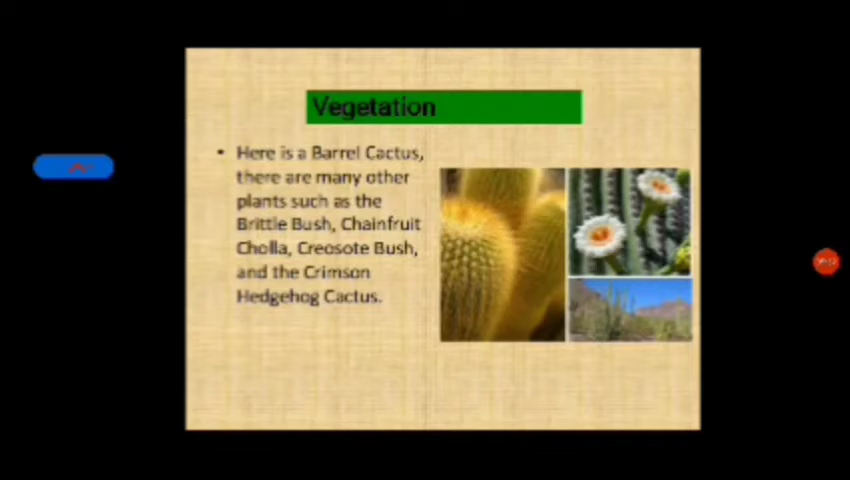 Vegetation
• Here is a Barrel Cactus,
there are many other
plants such as the
Brittle Bush, Chainfruit
Cholla, Creosote Bush,
and the Crimson
Hedgehog Cactus.